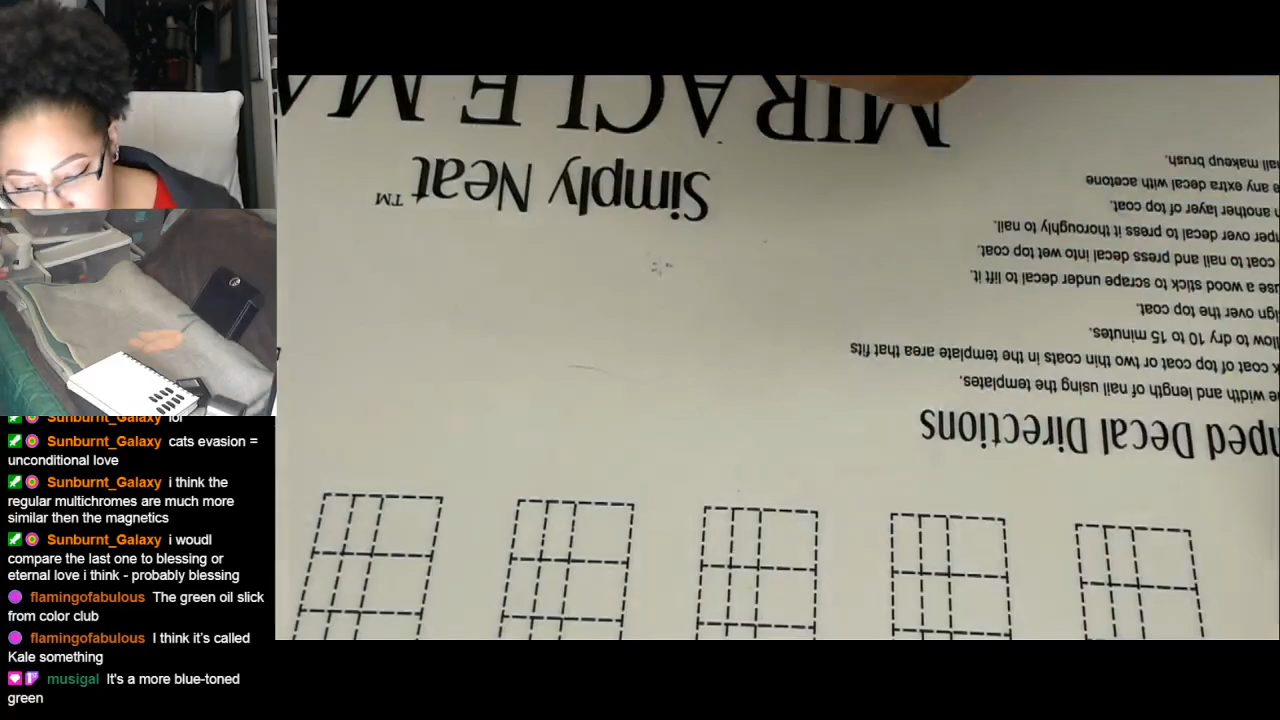 Sunburnt_Galaxy lol
Sunburnt_Galaxy cats evasion =
unconditional love
Sunburnt_Galaxy i think the
regular multichromes are much more
similar then the magnetics
Sunburnt_Galaxy i woudl
compare the last one to blessing or
eternal love i think - probably blessing
flamingofabulous The green oil slick
from color club
flamingofabulous I think it's called
Kale something
musigal It's a more blue-toned
green
Decal Directions
width and length of nail using the templates.
coat of top coat or two thin coats in the template area that fits
to dry 10 to 15 minutes.
over the top coat.
use a wood stick to scrape under decal to lift it.
coat to nail and press decal into wet top coat.
over decal to press it thoroughly to nail.
another layer of top coat.
any extra decal with acetone
makeup brush.
Simply Neat™
MIRACLE